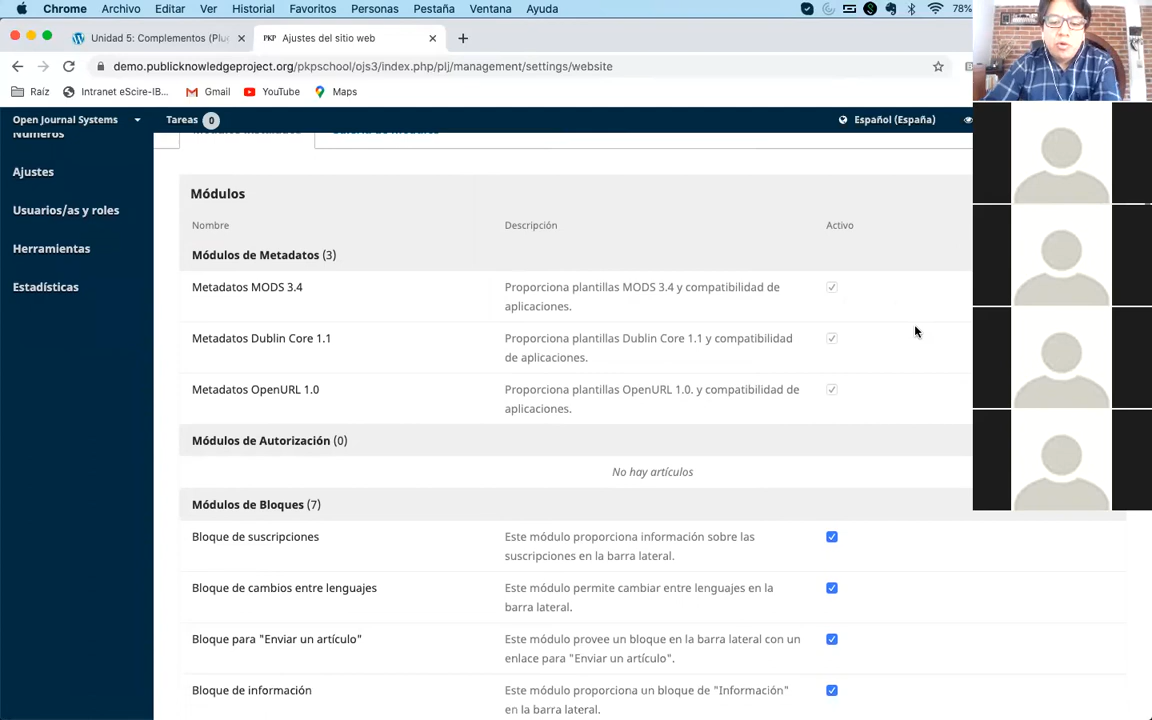 Chrome Archivo Editar Ver Historial Favoritos Personas Pestaña Ventana Ayuda 78%
Unidad 5: Complementos (Plu
PKP Ajustes del sitio web
demo.publicknowledgeproject.org/pkpschool/ojs3/index.php/plj/management/settings/website
Raíz Intranet eScire-IB... Gmail YouTube Maps
Open Journal Systems Tareas 0 Español (España)
Números
Ajustes
Usuarios/as y roles
Herramientas
Estadísticas
Módulos
Nombre Descripción Activo
Módulos de Metadatos (3)
Metadatos MODS 3.4 Proporciona plantillas MODS 3.4 y compatibilidad de
aplicaciones.
Metadatos Dublin Core 1.1 Proporciona plantillas Dublin Core 1.1 y compatibilidad
de aplicaciones.
Metadatos OpenURL 1.0 Proporciona plantillas OpenURL 1.0. y compatibilidad de
aplicaciones.
Módulos de Autorización (0)
No hay artículos
Módulos de Bloques (7)
Bloque de suscripciones Este módulo proporciona información sobre las
suscripciones en la barra lateral.
Bloque de cambios entre lenguajes Este módulo permite cambiar entre lenguajes en la
barra lateral.
Bloque para "Enviar un artículo" Este módulo provee un bloque en la barra lateral con un
enlace para "Enviar un artículo".
Bloque de información Este módulo proporciona un bloque de "Información"
en la barra lateral.